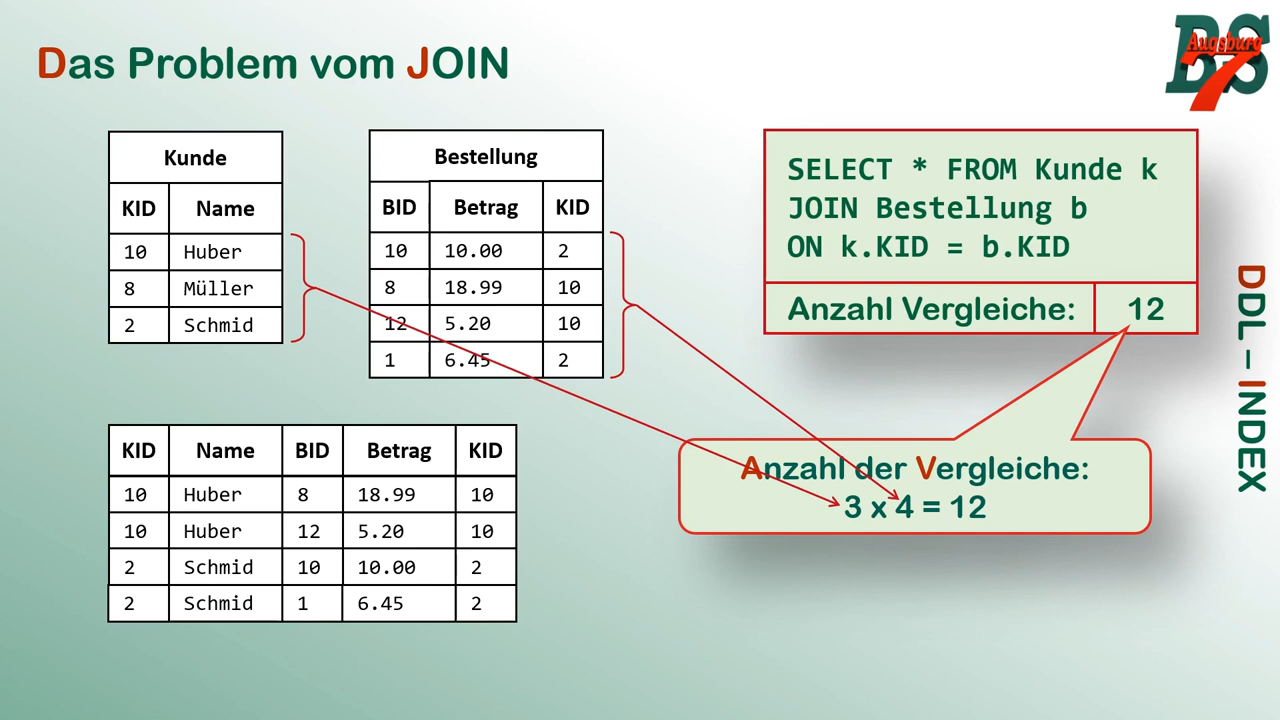 Das Problem vom JOIN
BS
Augsburg
7
Kunde
KID Name
10 Huber
8 Müller
2 Schmid
Bestellung
BID Betrag KID
10 10.00 2
8 18.99 10
12 5.20 10
1 6.45 2
SELECT * FROM Kunde k
JOIN Bestellung b
ON k.KID = b.KID
Anzahl Vergleiche: 12
Anzahl der Vergleiche:
3 x 4 = 12
KID Name BID Betrag KID
10 Huber 8 18.99 10
10 Huber 12 5.20 10
2 Schmid 10 10.00 2
2 Schmid 1 6.45 2
DDL – INDEX